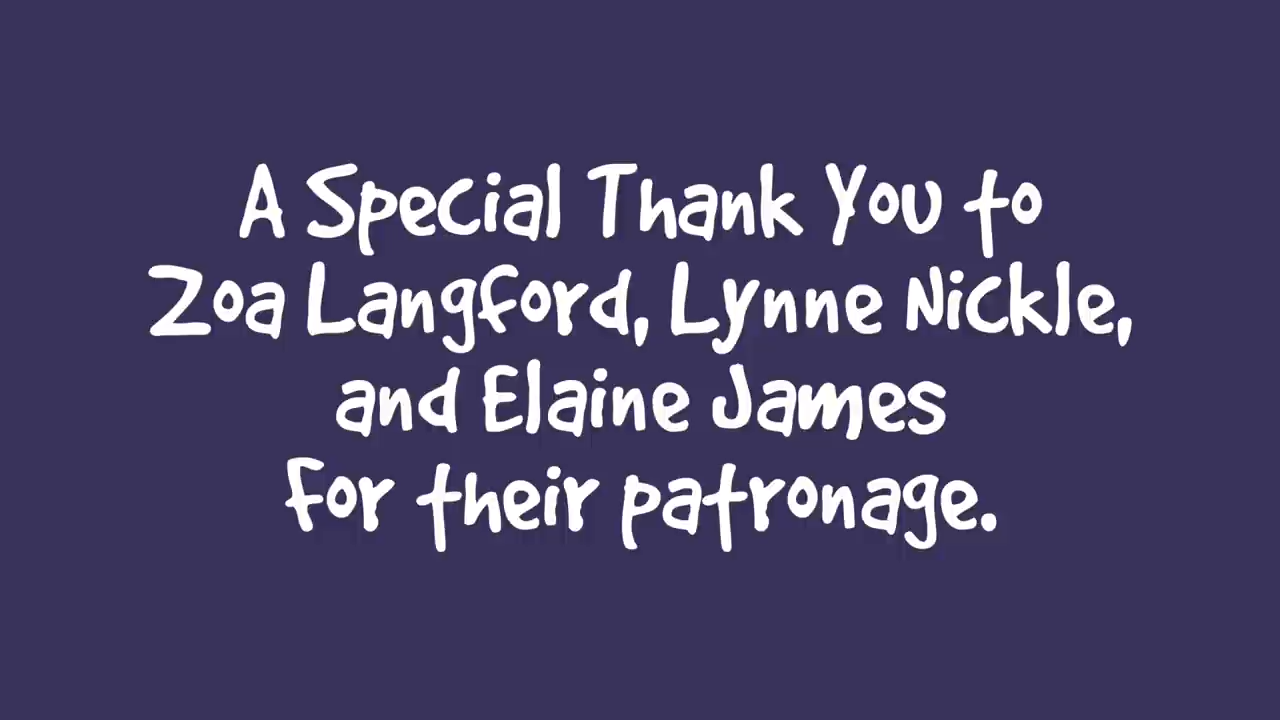 A Special Thank You to
Zoa Langford, Lynne Nickle,
and Elaine James
for their patronage.